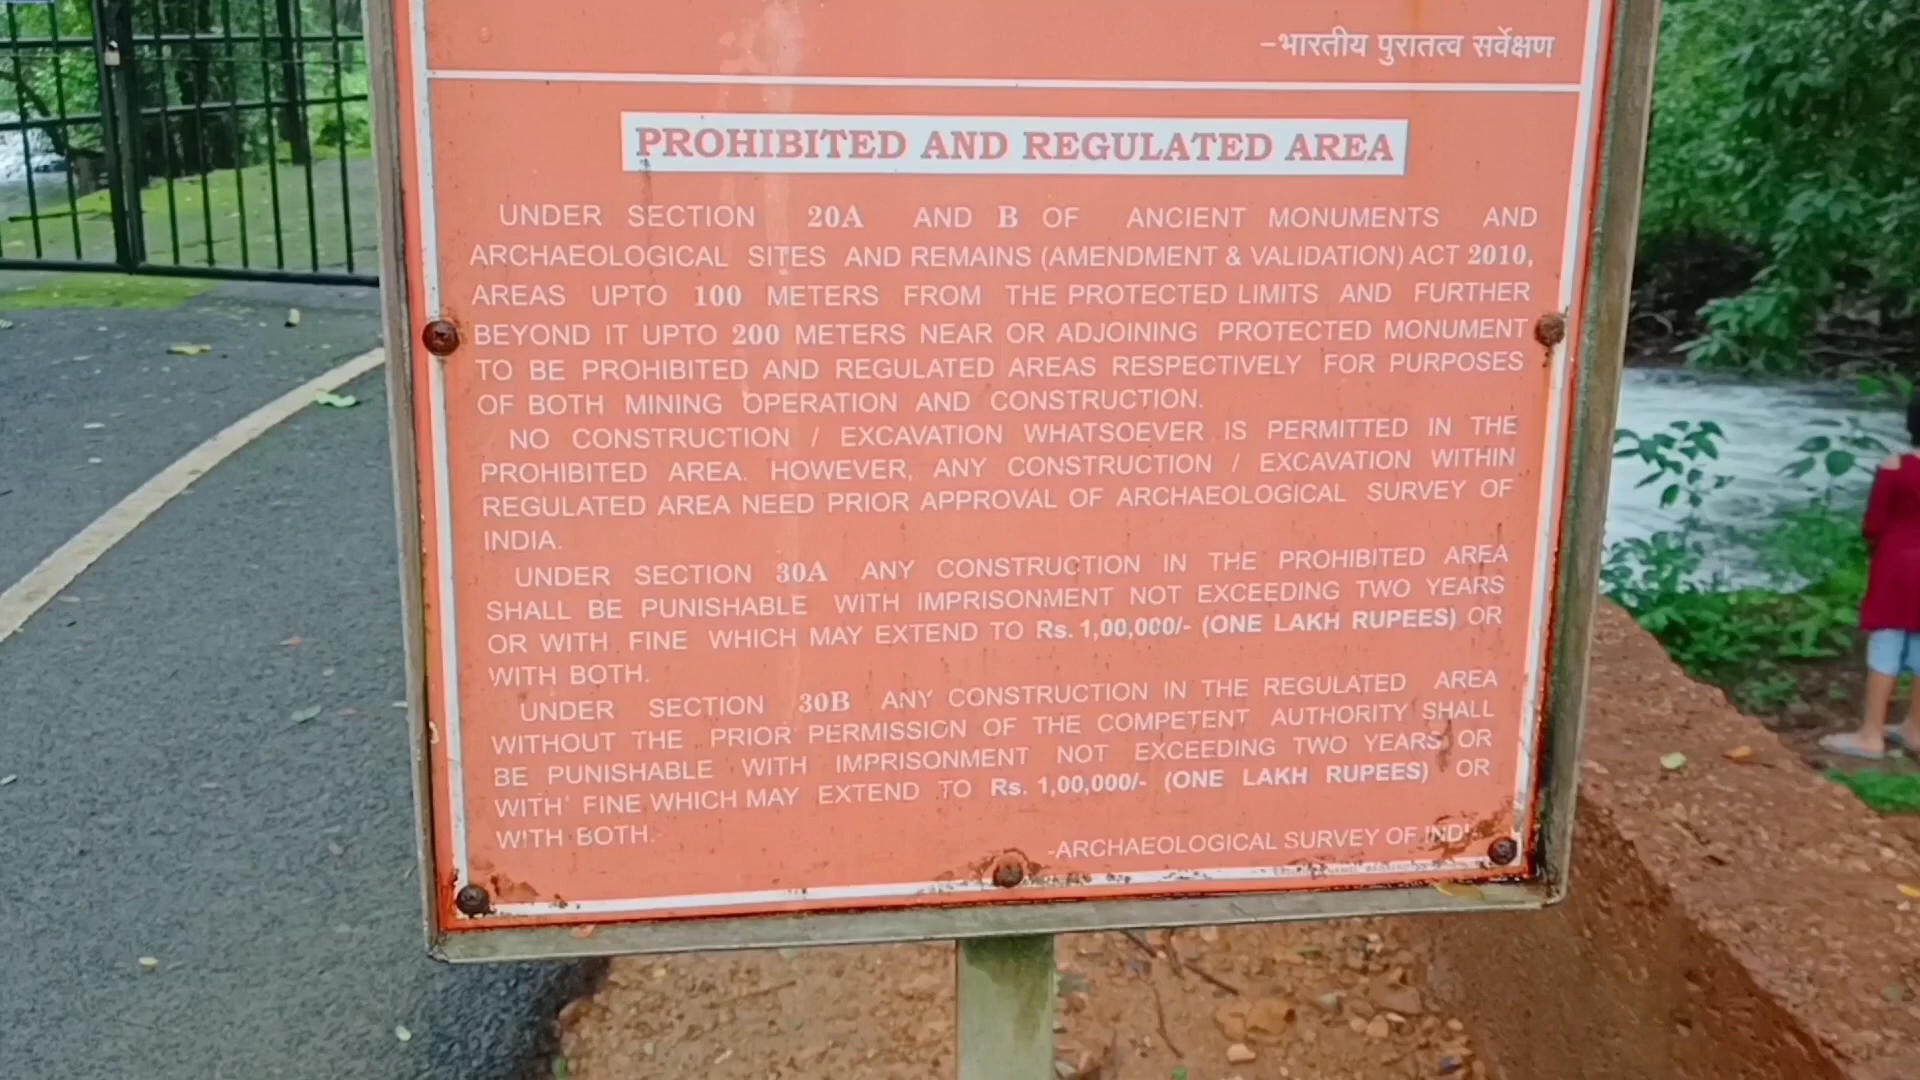 –भारतीय पुरातत्व सर्वेक्षण
PROHIBITED AND REGULATED AREA
UNDER SECTION 20A AND B OF ANCIENT MONUMENTS AND
ARCHAEOLOGICAL SITES AND REMAINS (AMENDMENT & VALIDATION) ACT 2010,
AREAS UPTO 100 METERS FROM THE PROTECTED LIMITS AND FURTHER
BEYOND IT UPTO 200 METERS NEAR OR ADJOINING PROTECTED MONUMENT
TO BE PROHIBITED AND REGULATED AREAS RESPECTIVELY FOR PURPOSES
OF BOTH MINING OPERATION AND CONSTRUCTION.
NO CONSTRUCTION / EXCAVATION WHATSOEVER IS PERMITTED IN THE
PROHIBITED AREA. HOWEVER, ANY CONSTRUCTION / EXCAVATION WITHIN
REGULATED AREA NEED PRIOR APPROVAL OF ARCHAEOLOGICAL SURVEY OF
INDIA.
UNDER SECTION 30A ANY CONSTRUCTION IN THE PROHIBITED AREA
SHALL BE PUNISHABLE WITH IMPRISONMENT NOT EXCEEDING TWO YEARS
OR WITH FINE WHICH MAY EXTEND TO Rs. 1,00,000/- (ONE LAKH RUPEES) OR
WITH BOTH.
UNDER SECTION 30B ANY CONSTRUCTION IN THE REGULATED AREA
WITHOUT THE PRIOR PERMISSION OF THE COMPETENT AUTHORITY SHALL
BE PUNISHABLE WITH IMPRISONMENT NOT EXCEEDING TWO YEARS OR
WITH FINE WHICH MAY EXTEND TO Rs. 1,00,000/- (ONE LAKH RUPEES) OR
WITH BOTH.
-ARCHAEOLOGICAL SURVEY OF INDIA